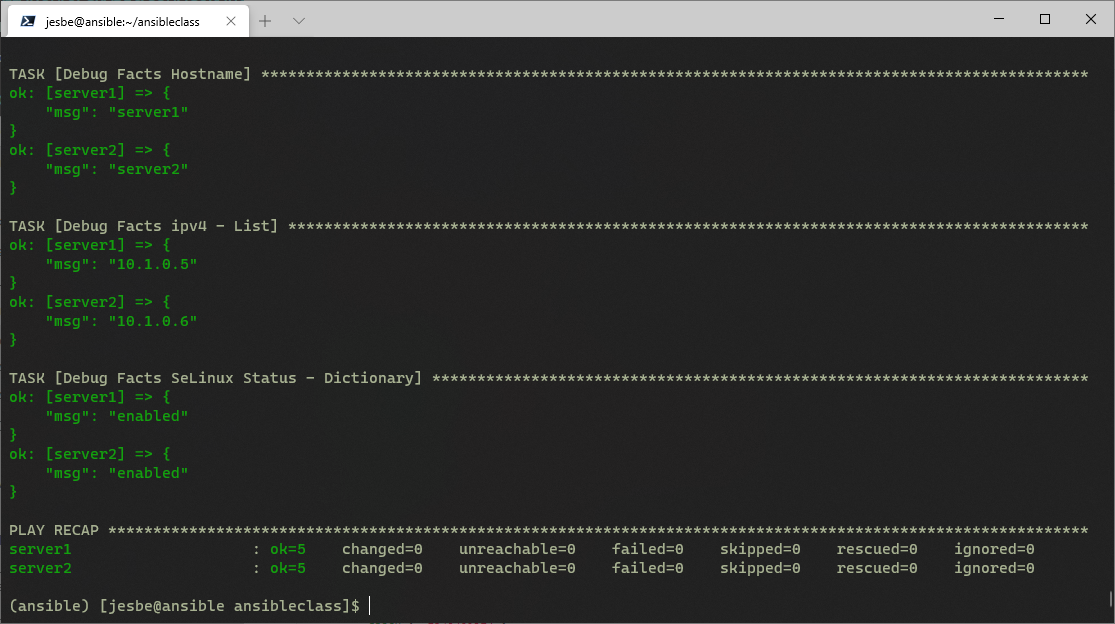 jesbe@ansible:~/ansibleclass
TASK [Debug Facts Hostname] ********************************************************************************************
ok: [server1] => {
    "msg": "server1"
}
ok: [server2] => {
    "msg": "server2"
}
TASK [Debug Facts ipv4 - List] *****************************************************************************************
ok: [server1] => {
    "msg": "10.1.0.5"
}
ok: [server2] => {
    "msg": "10.1.0.6"
}
TASK [Debug Facts SeLinux Status - Dictionary] *************************************************************************
ok: [server1] => {
    "msg": "enabled"
}
ok: [server2] => {
    "msg": "enabled"
}
PLAY RECAP *************************************************************************************************************
server1                    : ok=5    changed=0    unreachable=0    failed=0    skipped=0    rescued=0    ignored=0
server2                    : ok=5    changed=0    unreachable=0    failed=0    skipped=0    rescued=0    ignored=0
(ansible) [jesbe@ansible ansibleclass]$